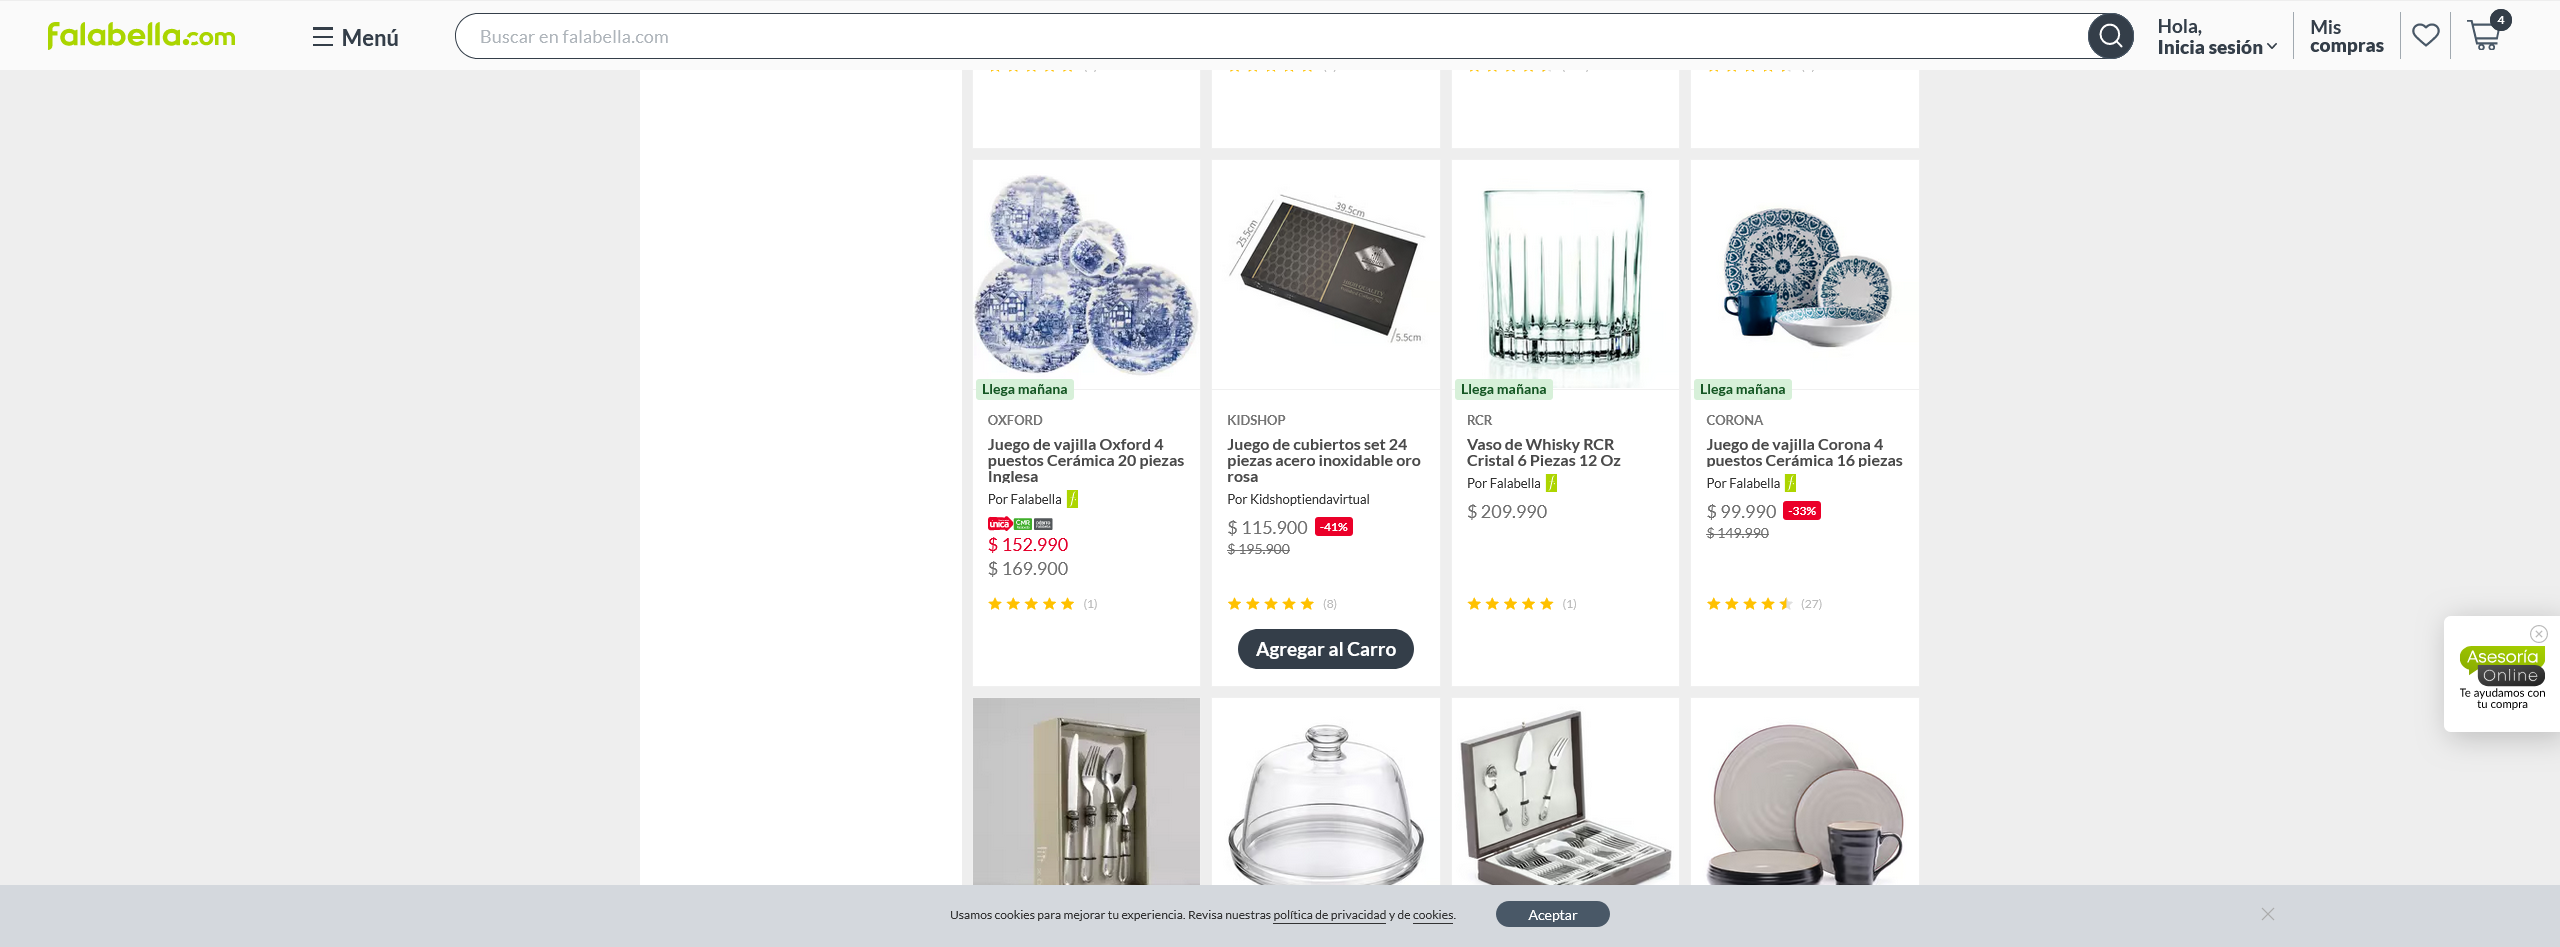 falabella.com
Menú
Buscar en falabella.com
Hola,
Inicia sesión
Mis
compras
4
39.5cm
25.5cm
5.5cm
Llega mañana
Llega mañana
Llega mañana
OXFORD
Juego de vajilla Oxford 4
puestos Cerámica 20 piezas
Inglesa
Por Falabella
única CMR
$ 152.990
$ 169.900
(1)
KIDSHOP
Juego de cubiertos set 24
piezas acero inoxidable oro
rosa
Por Kidshoptiendavirtual
$ 115.900 -41%
$ 195.900
(8)
Agregar al Carro
RCR
Vaso de Whisky RCR
Cristal 6 Piezas 12 Oz
Por Falabella
$ 209.990
(1)
CORONA
Juego de vajilla Corona 4
puestos Cerámica 16 piezas
Por Falabella
$ 99.990 -33%
$ 149.990
(27)
Asesoría
Online
Te ayudamos con
tu compra
Usamos cookies para mejorar tu experiencia. Revisa nuestras política de privacidad y de cookies.
Aceptar